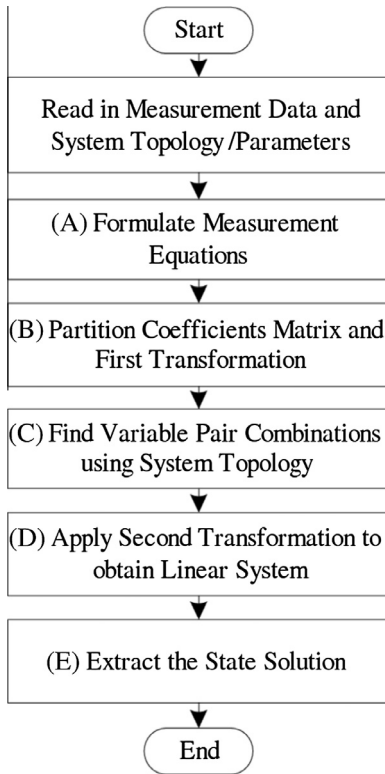 Start
Read in Measurement Data and
System Topology/Parameters
(A) Formulate Measurement
Equations
(B) Partition Coefficients Matrix and
First Transformation
(C) Find Variable Pair Combinations
using System Topology
(D) Apply Second Transformation to
obtain Linear System
(E) Extract the State Solution
End